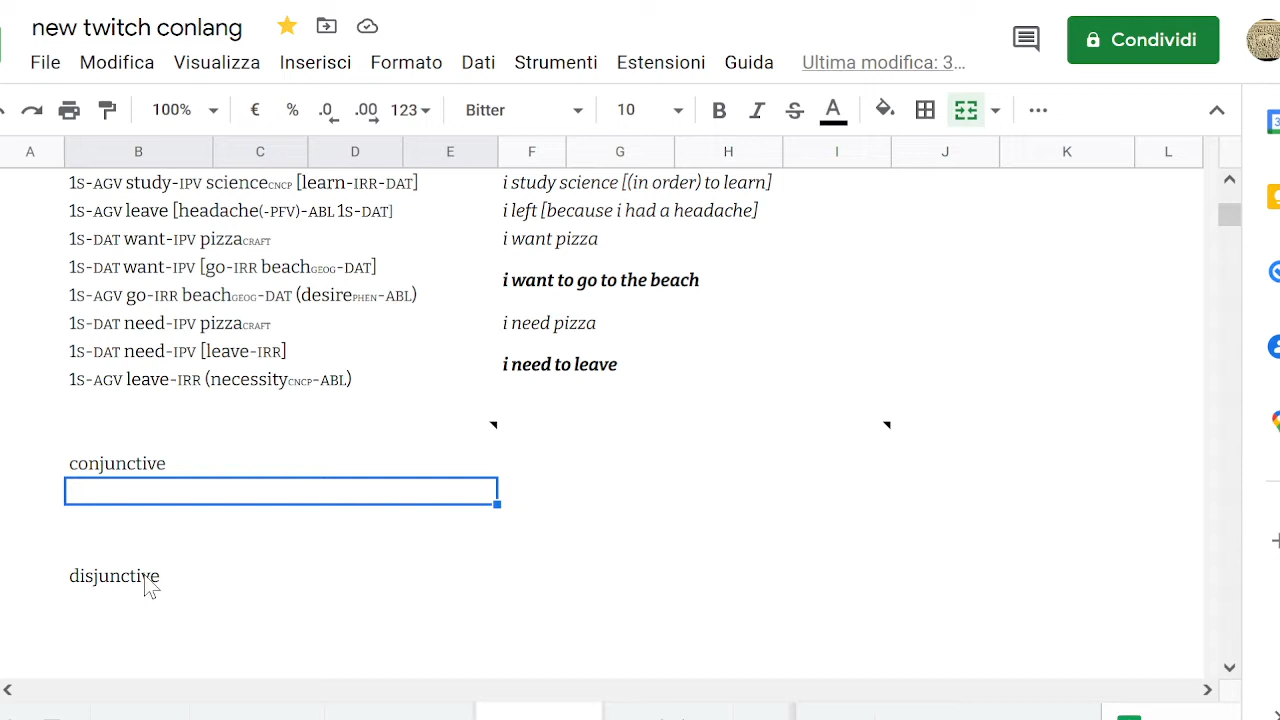 new twitch conlang
File Modifica Visualizza Inserisci Formato Dati Strumenti Estensioni Guida Ultima modifica: 3...
Condividi
100% € % .0 .00 123 Bitter 10 B I S A
A B C D E F G H I J K L
1S-AGV study-IPV scienceCNCP [learn-IRR-DAT] i study science [(in order) to learn]
1S-AGV leave [headache(-PFV)-ABL 1S-DAT] i left [because i had a headache]
1S-DAT want-IPV pizzaCRAFT i want pizza
1S-DAT want-IPV [go-IRR beachGEOG-DAT]
i want to go to the beach
1S-AGV go-IRR beachGEOG-DAT (desirePHEN-ABL)
1S-DAT need-IPV pizzaCRAFT i need pizza
1S-DAT need-IPV [leave-IRR]
i need to leave
1S-AGV leave-IRR (necessityCNCP-ABL)
conjunctive
disjunctive